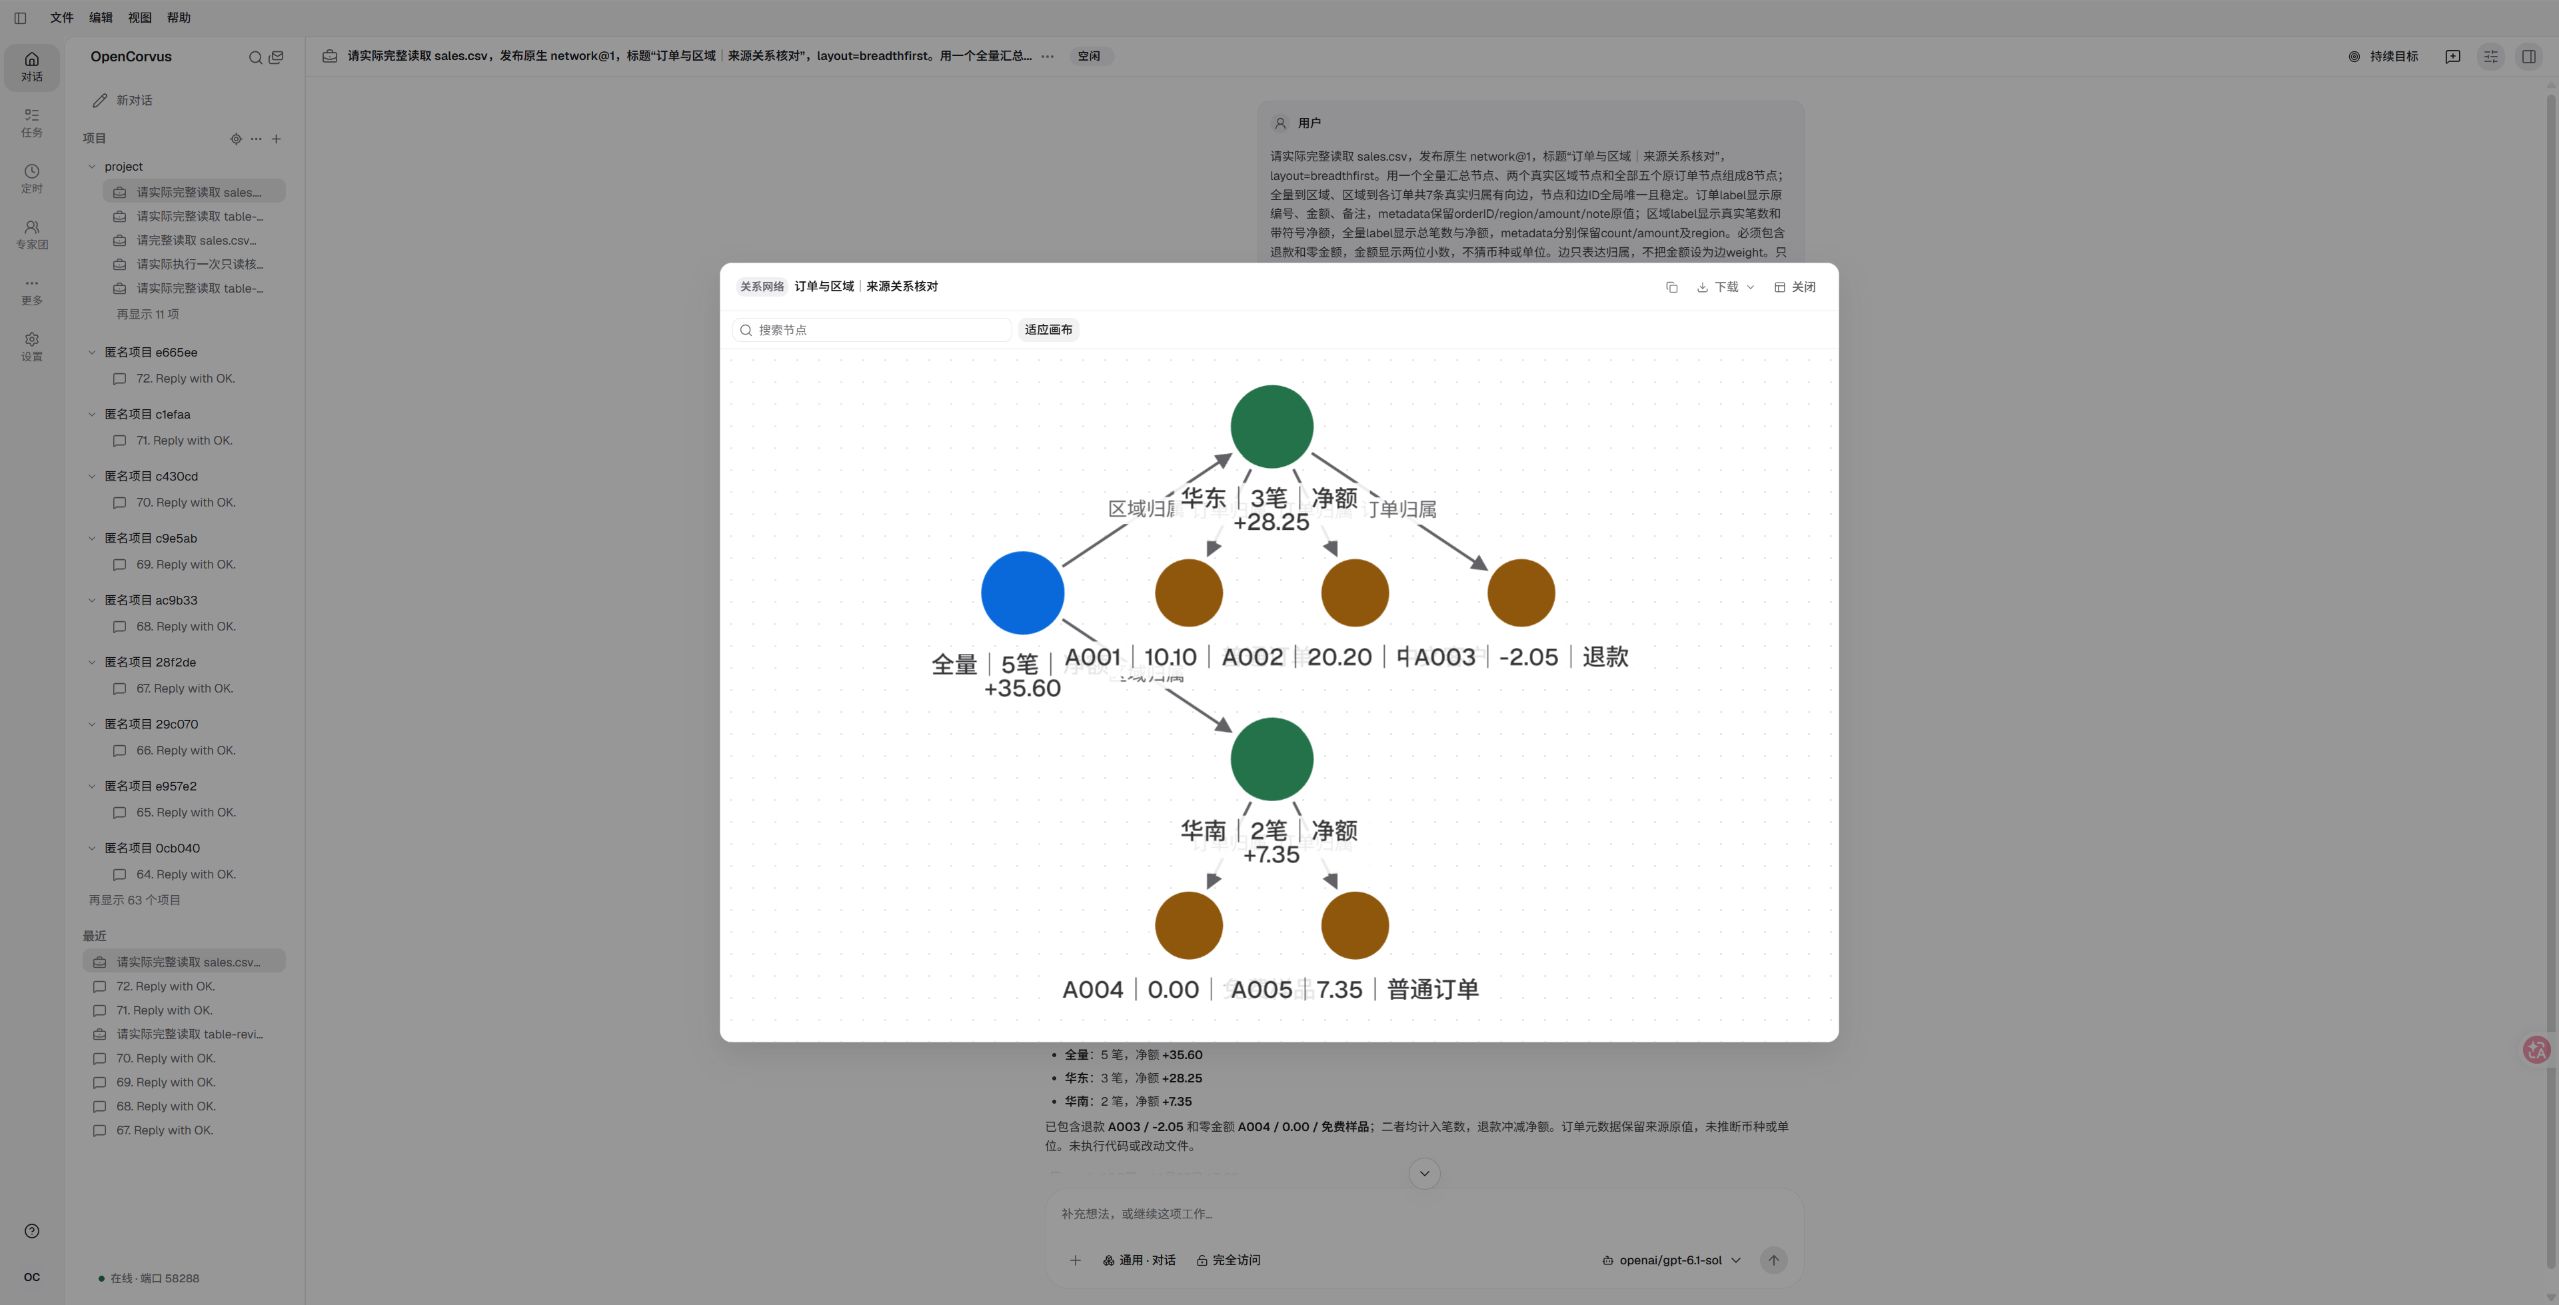 文件 编辑 视图 帮助
对话
任务
定时
专家团
更多
设置
OC
OpenCorvus
新对话
项目
project
请实际完整读取 sales....
请实际完整读取 table-...
请完整读取 sales.csv...
请实际执行一次只读核...
请实际完整读取 table-...
再显示 11 项
匿名项目 e665ee
72. Reply with OK.
匿名项目 c1efaa
71. Reply with OK.
匿名项目 c430cd
70. Reply with OK.
匿名项目 c9e5ab
69. Reply with OK.
匿名项目 ac9b33
68. Reply with OK.
匿名项目 28f2de
67. Reply with OK.
匿名项目 29c070
66. Reply with OK.
匿名项目 e957e2
65. Reply with OK.
匿名项目 0cb040
64. Reply with OK.
再显示 63 个项目
最近
请实际完整读取 sales.csv...
72. Reply with OK.
71. Reply with OK.
请实际完整读取 table-revi...
70. Reply with OK.
69. Reply with OK.
68. Reply with OK.
67. Reply with OK.
在线 · 端口 58288
请实际完整读取 sales.csv，发布原生 network@1，标题“订单与区域｜来源关系核对”，layout=breadthfirst。用一个全量汇总... ··· 空闲
持续目标
用户
请实际完整读取 sales.csv，发布原生 network@1，标题“订单与区域｜来源关系核对”，
layout=breadthfirst。用一个全量汇总节点、两个真实区域节点和全部五个原订单节点组成8节点；
全量到区域、区域到各订单共7条真实归属有向边，节点和边ID全局唯一且稳定。订单label显示原
编号、金额、备注，metadata保留orderID/region/amount/note原值；区域label显示真实笔数和
带符号净额，全量label显示总笔数与净额，metadata分别保留count/amount及region。必须包含
退款和零金额，金额显示两位小数，不猜币种或单位。边只表达归属，不把金额设为边weight。只
关系网络 订单与区域｜来源关系核对
下载 关闭
搜索节点 适应画布
区域归属 华东｜3笔｜净额 订单归属
+28.25
全量｜5笔｜
+35.60
A001｜10.10｜ A002｜20.20｜中 A003｜-2.05｜退款
区域归属
华南｜2笔｜净额
+7.35
A004｜0.00｜ A005｜7.35｜普通订单
全量：5 笔，净额 +35.60
华东：3 笔，净额 +28.25
华南：2 笔，净额 +7.35
已包含退款 A003 / -2.05 和零金额 A004 / 0.00 / 免费样品；二者均计入笔数，退款冲减净额。订单元数据保留来源原值，未推断币种或单
位。未执行代码或改动文件。
补充想法，或继续这项工作...
通用 · 对话 完全访问 openai/gpt-6.1-sol